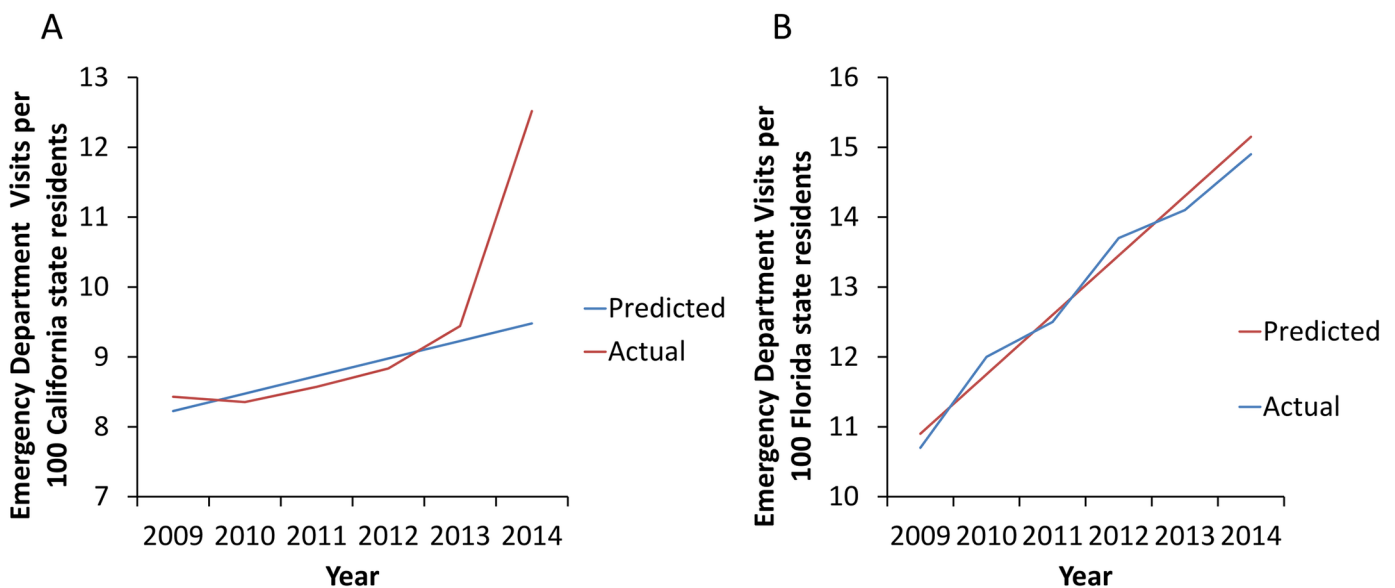 A
Emergency Department Visits per
100 California state residents
13
12
11
10
9
8
7
2009 2010 2011 2012 2013 2014
Year
Predicted
Actual
B
Emergency Department Visits per
100 Florida state residents
16
15
14
13
12
11
10
2009 2010 2011 2012 2013 2014
Year
Predicted
Actual